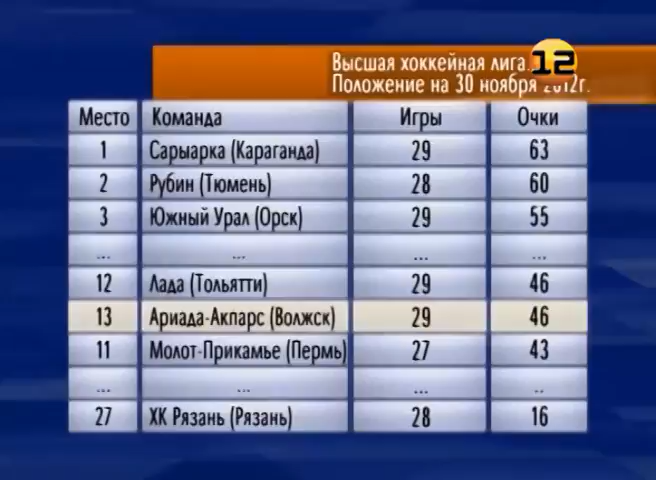 12
Высшая хоккейная лига.
Положение на 30 ноября 2012г.
Место Команда Игры Очки
1 Сарыарка (Караганда) 29 63
2 Рубин (Тюмень) 28 60
3 Южный Урал (Орск) 29 55
... ... ... ...
12 Лада (Тольятти) 29 46
13 Ариада-Акпарс (Волжск) 29 46
11 Молот-Прикамье (Пермь) 27 43
... ... ... ..
27 ХК Рязань (Рязань) 28 16